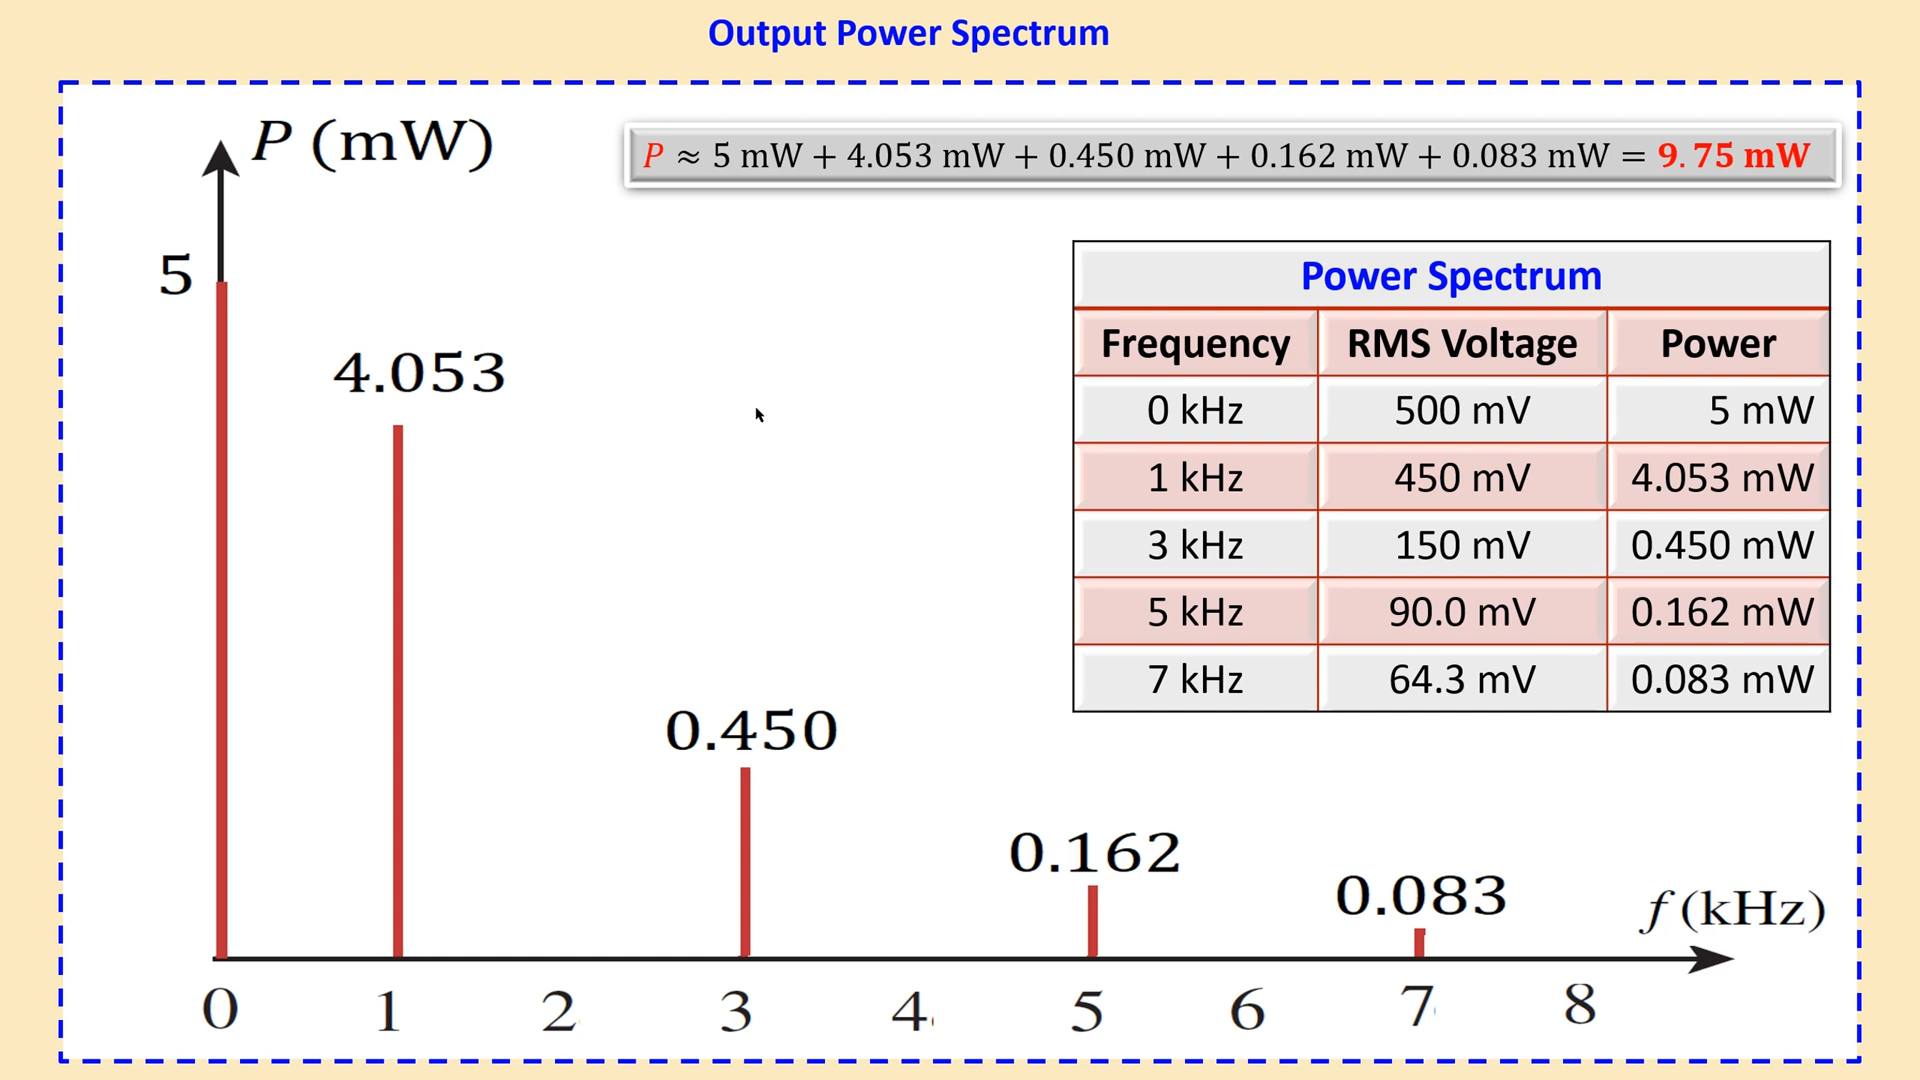 Output Power Spectrum
P (mW)
P ≈ 5 mW + 4.053 mW + 0.450 mW + 0.162 mW + 0.083 mW = 9.75 mW
5
4.053
0.450
0.162
0.083
f (kHz)
0 1 2 3 4 5 6 7 8
Power Spectrum
Frequency RMS Voltage Power
0 kHz 500 mV 5 mW
1 kHz 450 mV 4.053 mW
3 kHz 150 mV 0.450 mW
5 kHz 90.0 mV 0.162 mW
7 kHz 64.3 mV 0.083 mW